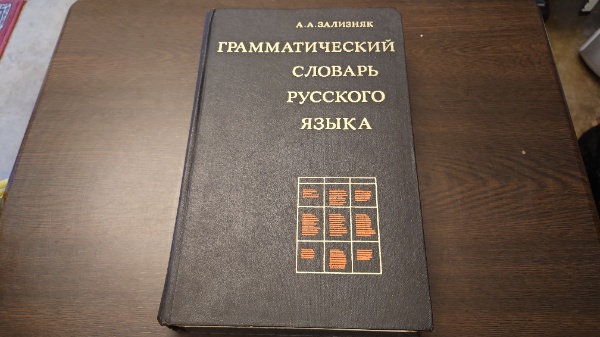 А. А. ЗАЛИЗНЯК
ГРАММАТИЧЕСКИЙ
СЛОВАРЬ
РУССКОГО
ЯЗЫКА